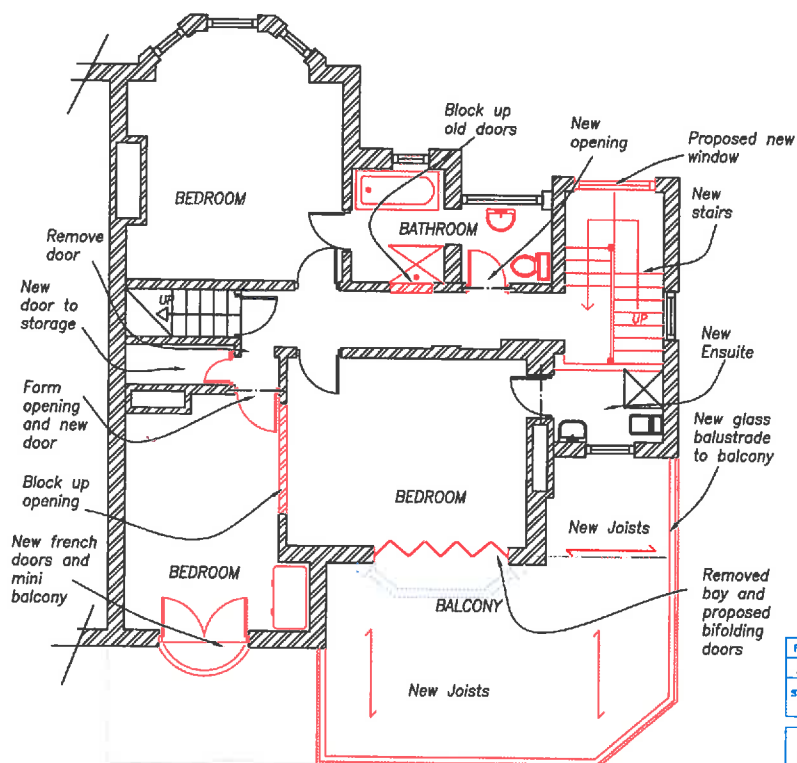 Block up
old doors
New
opening
Proposed new
window
New
stairs
BEDROOM
BATHROOM
Remove
door
New
door to
storage
UP
UP
New
Ensuite
Form
opening
and new
door
New glass
balustrade
to balcony
Block up
opening
BEDROOM
New Joists
New french
doors and
mini
balcony
BEDROOM
BALCONY
Removed
bay and
proposed
bifolding
doors
New Joists